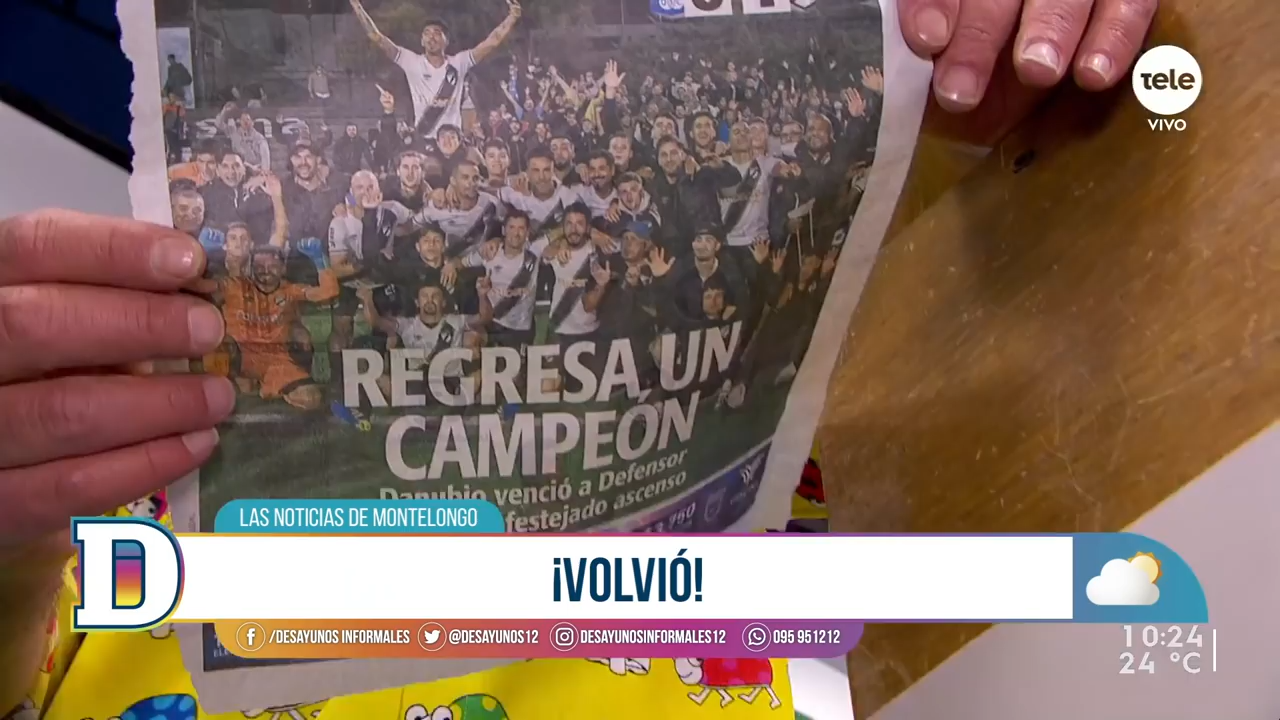 tele
VIVO
REGRESA UN
CAMPEÓN
Danubio venció a Defensor
festejado ascenso
LAS NOTICIAS DE MONTELONGO
D
¡VOLVIÓ!
/DESAYUNOS INFORMALES @DESAYUNOS12 DESAYUNOSINFORMALES12 095 951212
10:24
24 °C